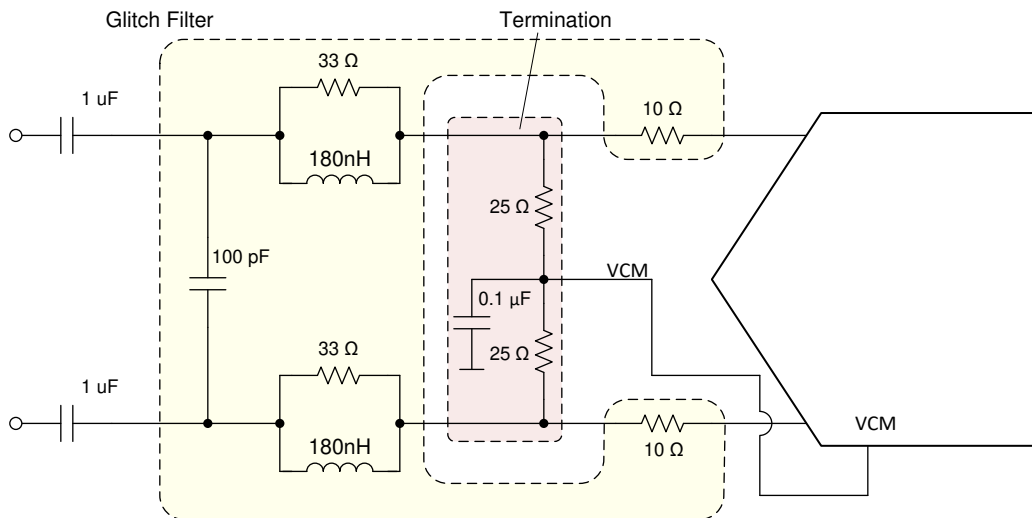 Glitch Filter
Termination
33 Ω
1 uF
10 Ω
180nH
25 Ω
100 pF
VCM
0.1 µF
33 Ω
25 Ω
1 uF
VCM
180nH
10 Ω